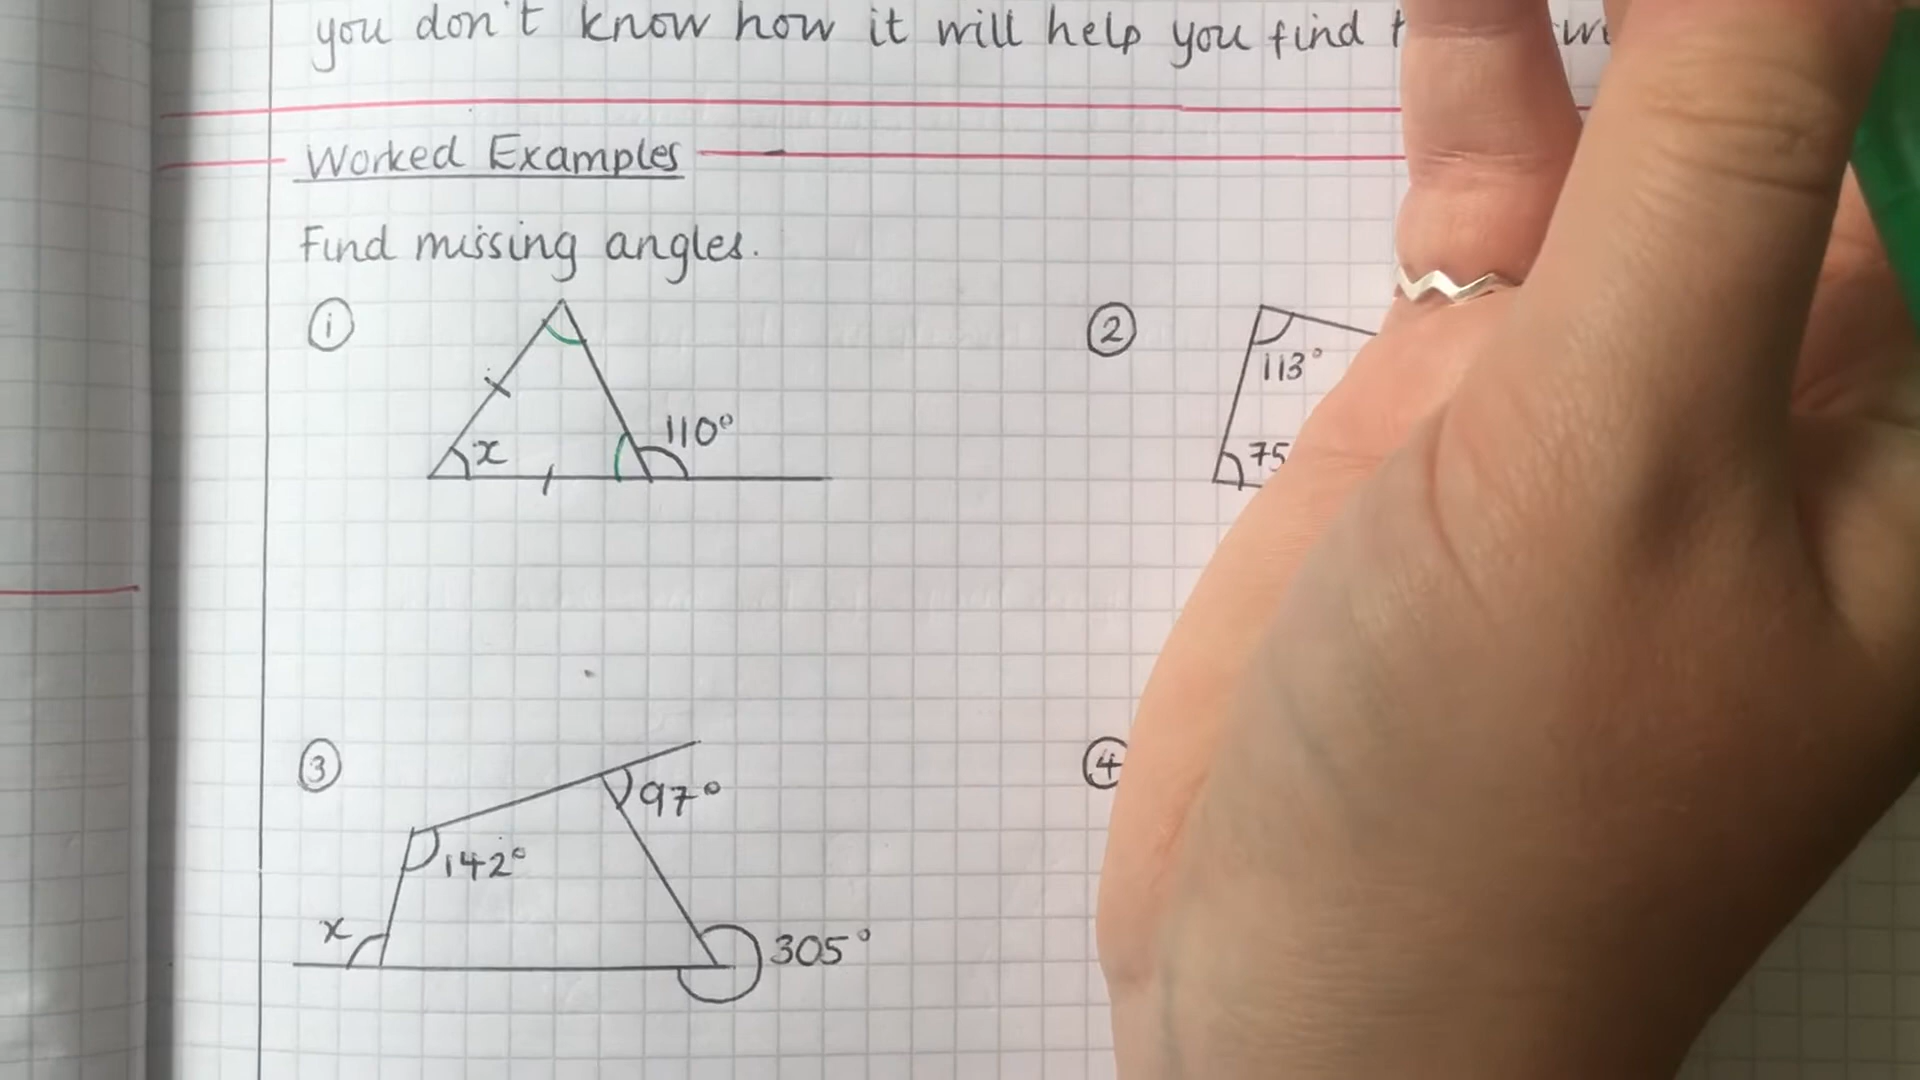 you don't know how it will help you find
Worked Examples
Find missing angles.
1
x
110°
2
113°
75
3
142°
97°
x
305°
4